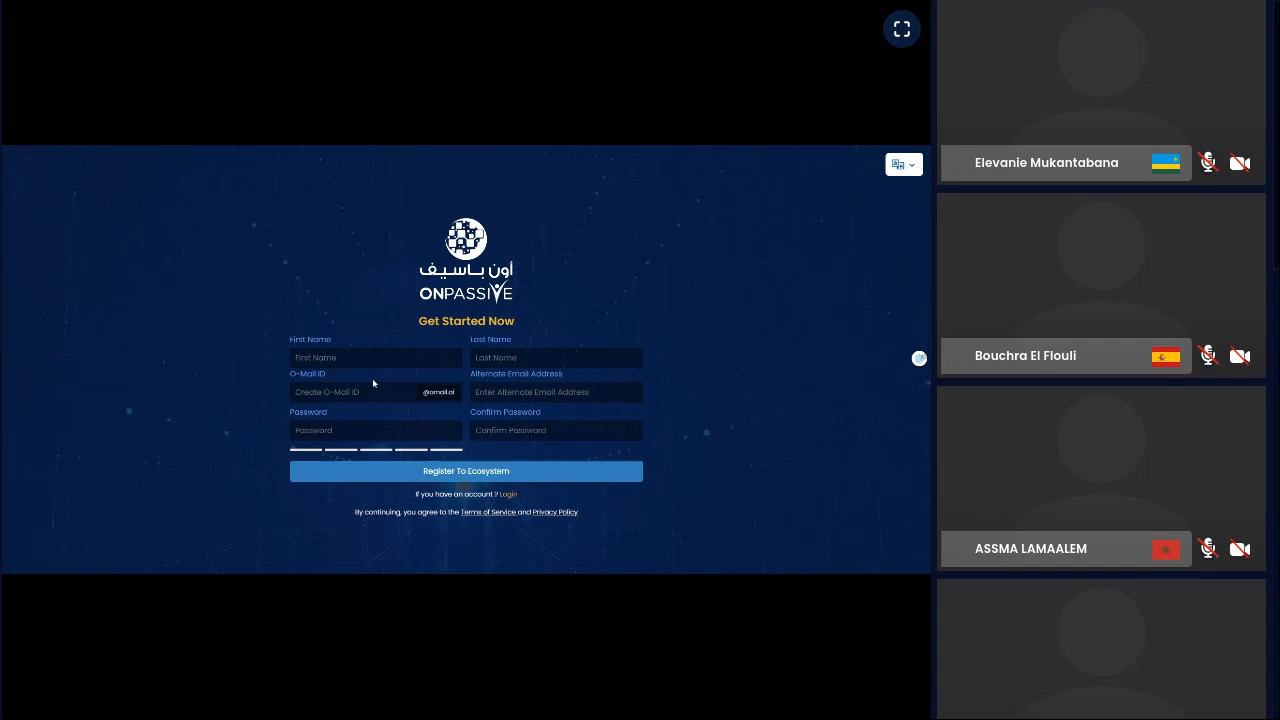 أون باسيف
ONPASSIVE
Get Started Now
First Name
Last Name
First Name
Last Name
O-Mail ID
Alternate Email Address
Create O-Mail ID
@omail.ai
Enter Alternate Email Address
Password
Confirm Password
Password
Confirm Password
Register To Ecosystem
If you have an account ? Login
By continuing, you agree to the Terms of Service and Privacy Policy
Elevanie Mukantabana
Bouchra El Flouli
ASSMA LAMAALEM